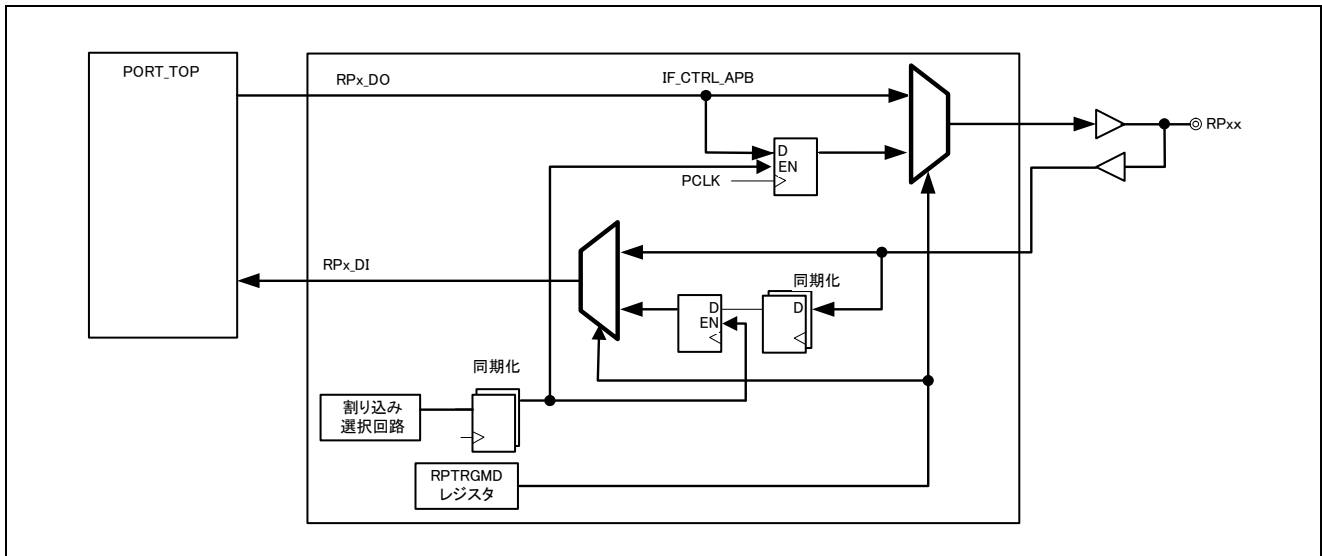 PORT_TOP
RPx_DO
IF_CTRL_APB
RPxx
D
EN
PCLK
RPx_DI
同期化
D
EN
D
同期化
割り込み
選択回路
RPTRGMD
レジスタ